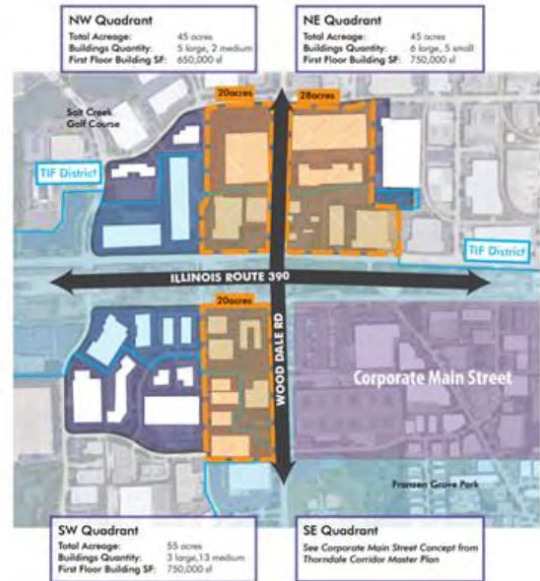 NW Quadrant
Total Acreage: 45 acres
Buildings Quantity: 5 large, 2 medium
First Floor Building SF: 650,000 sf
NE Quadrant
Total Acreage: 45 acres
Buildings Quantity: 6 large, 5 small
First Floor Building SF: 750,000 sf
20acres
28acres
Salt Creek
Golf Course
TIF District
TIF District
ILLINOIS ROUTE 390
20acres
WOOD DALE RD
Corporate Main Street
Franzen Grove Park
SW Quadrant
Total Acreage: 55 acres
Buildings Quantity: 3 large,13 medium
First Floor Building SF: 750,000 sf
SE Quadrant
See Corporate Main Street Concept from
Thorndale Corridor Master Plan